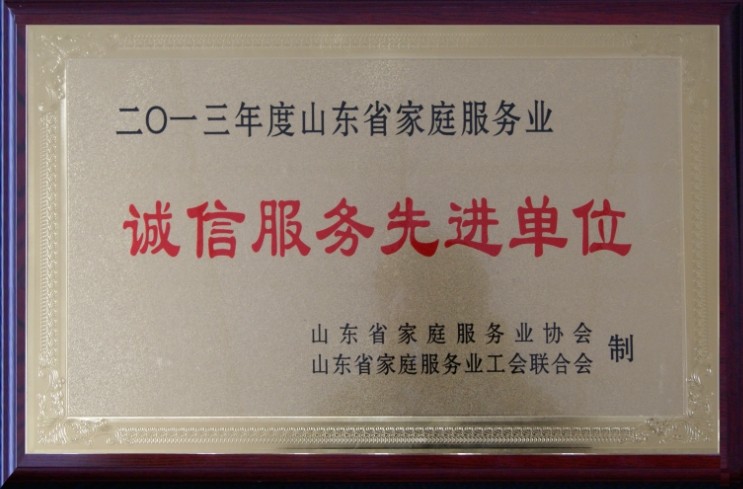 二〇一三年度山东省家庭服务业
诚信服务先进单位
山东省家庭服务业协会
山东省家庭服务业工会联合会
制